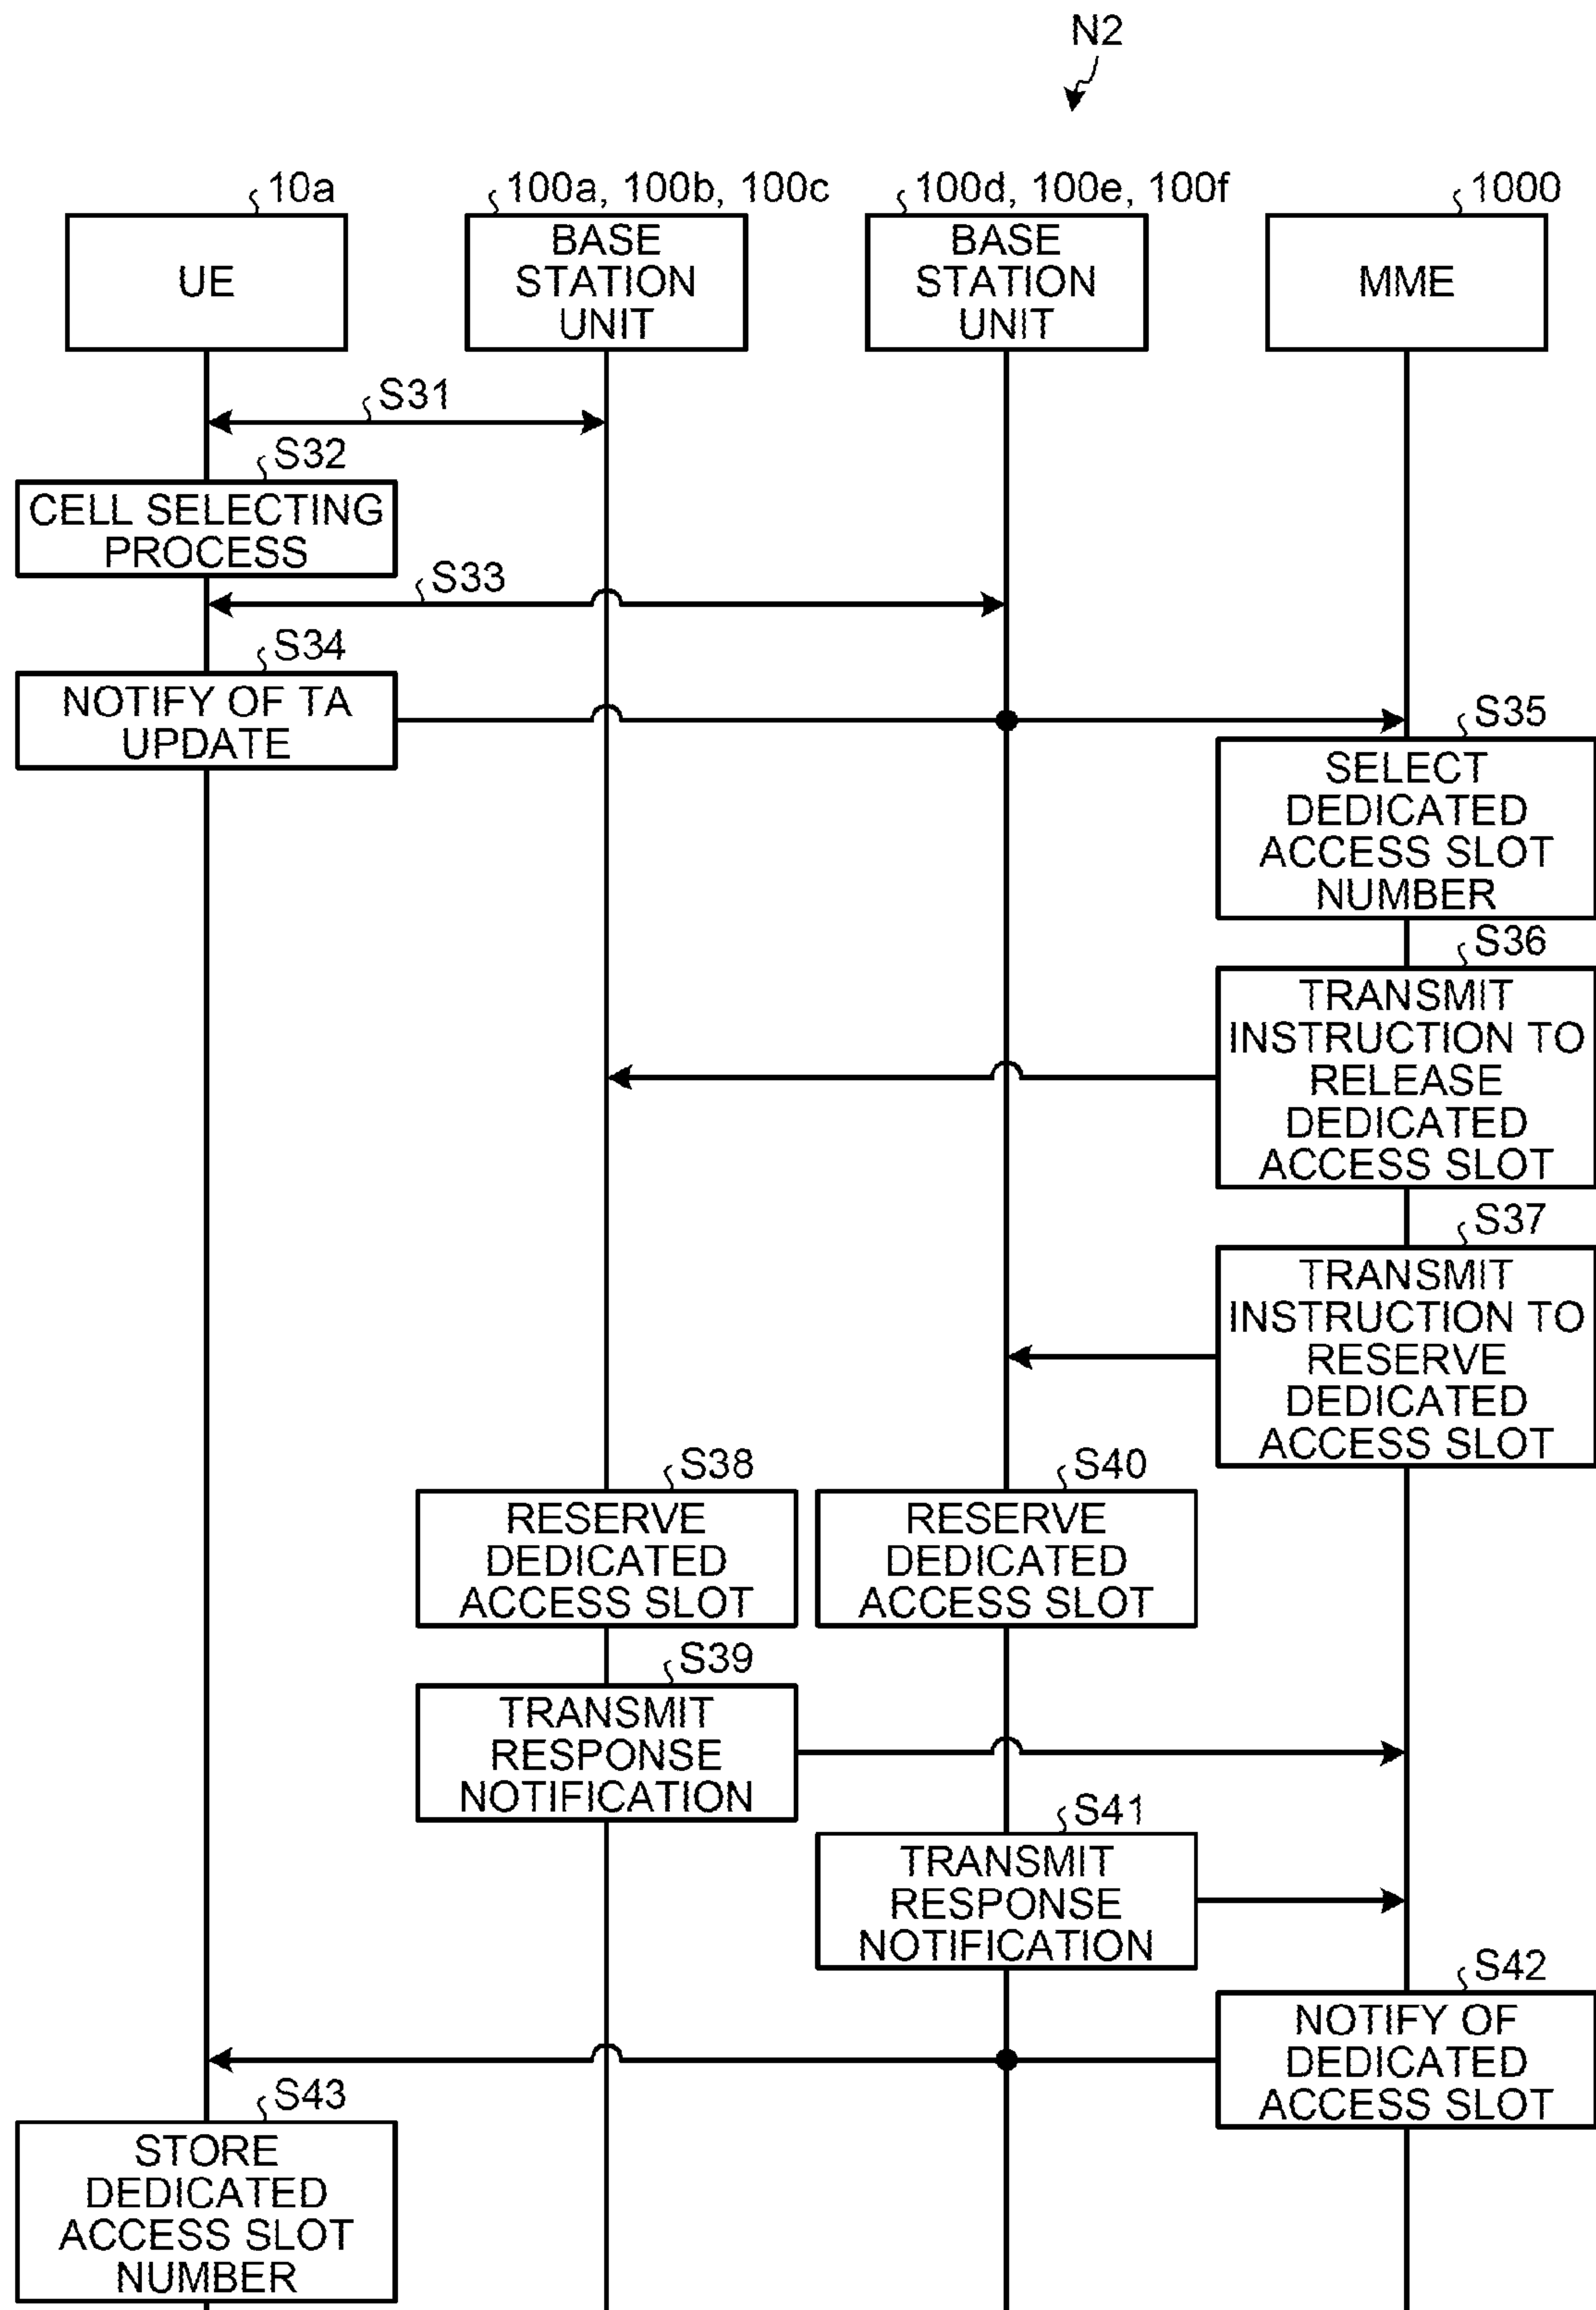 N2
10a
100a, 100b, 100c
100d, 100e, 100f
1000
UE
BASE
STATION
UNIT
BASE
STATION
UNIT
MME
S31
S32
CELL SELECTING
PROCESS
S33
S34
NOTIFY OF TA
UPDATE
S35
SELECT
DEDICATED
ACCESS SLOT
NUMBER
S36
TRANSMIT
INSTRUCTION TO
RELEASE
DEDICATED
ACCESS SLOT
S37
TRANSMIT
INSTRUCTION TO
RESERVE
DEDICATED
ACCESS SLOT
S38
RESERVE
DEDICATED
ACCESS SLOT
S40
RESERVE
DEDICATED
ACCESS SLOT
S39
TRANSMIT
RESPONSE
NOTIFICATION
S41
TRANSMIT
RESPONSE
NOTIFICATION
S42
NOTIFY OF
DEDICATED
ACCESS SLOT
S43
STORE
DEDICATED
ACCESS SLOT
NUMBER